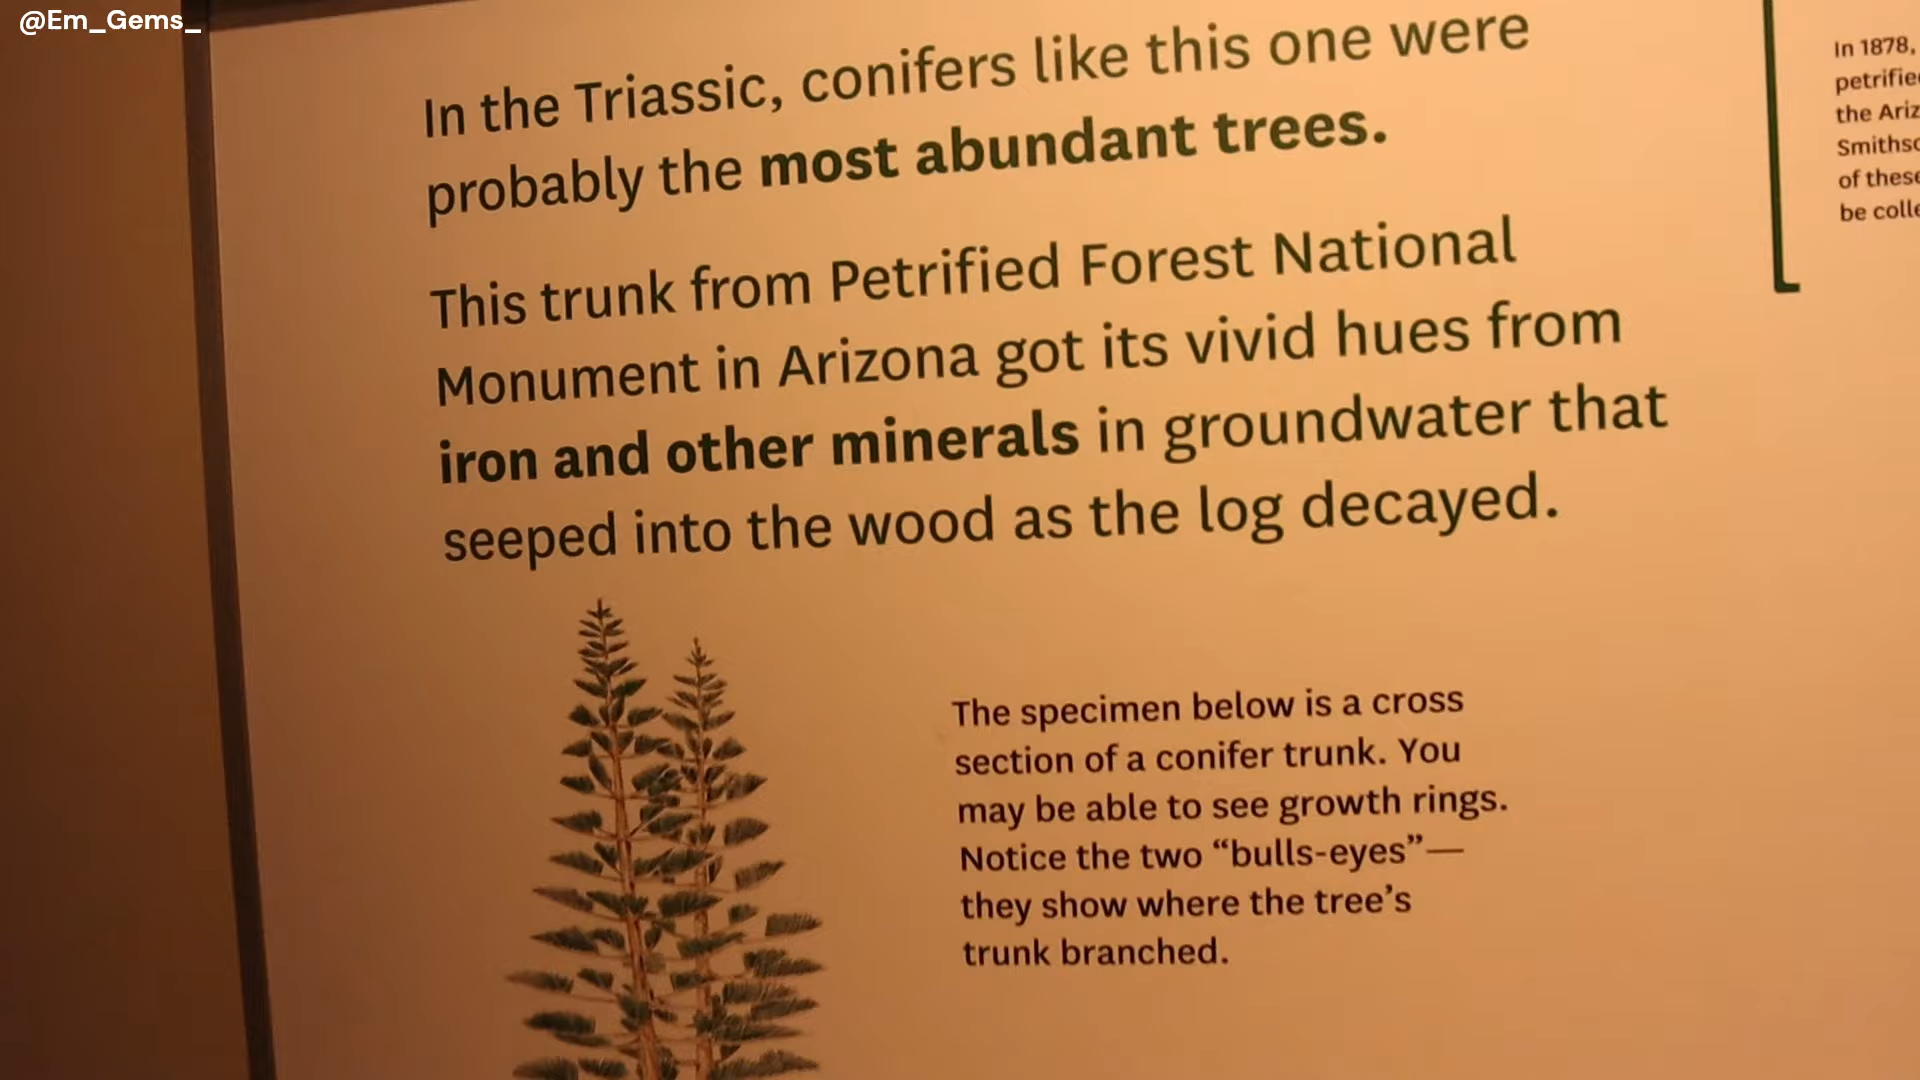 @Em_Gems_
In the Triassic, conifers like this one were
probably the most abundant trees.
This trunk from Petrified Forest National
Monument in Arizona got its vivid hues from
iron and other minerals in groundwater that
seeped into the wood as the log decayed.
The specimen below is a cross
section of a conifer trunk. You
may be able to see growth rings.
Notice the two “bulls-eyes”—
they show where the tree’s
trunk branched.
In 1878,
the
of
be